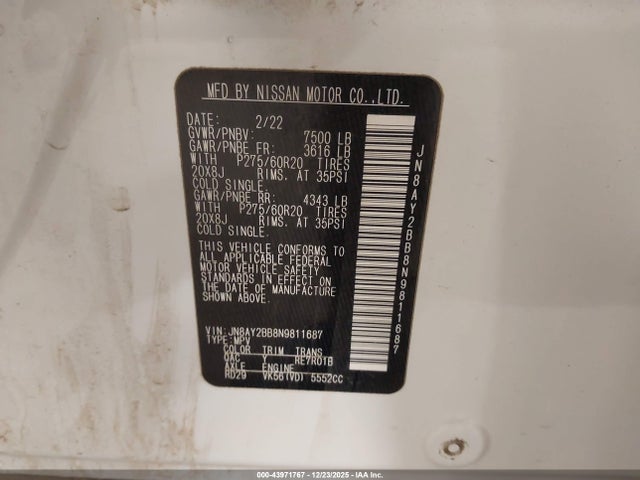 MFD BY NISSAN MOTOR CO.,LTD.
DATE: 2/22
GVWR/PNBV: 7500 LB
GAWR/PNBE FR: 3616 LB
WITH P275/60R20 TIRES
20X8J RIMS. AT 35PSI
COLD SINGLE.
GAWR/PNBE RR: 4343 LB
WITH P275/60R20 TIRES
20X8J RIMS. AT 35PSI
COLD SINGLE.
THIS VEHICLE CONFORMS TO
ALL APPLICABLE FEDERAL
MOTOR VEHICLE SAFETY
STANDARDS IN EFFECT ON
THE DATE OF MANUFACTURE
SHOWN ABOVE.
VIN: JN8AY2BB8N9811687
TYPE: MPV
COLOR TRIM TRANS
QAC Y RE7R01B
AXLE ENGINE
RD29 VK56(VD) 5552CC
JN8AY2BB8N9811687
000-43971767 • 12/23/2025 • IAA Inc.